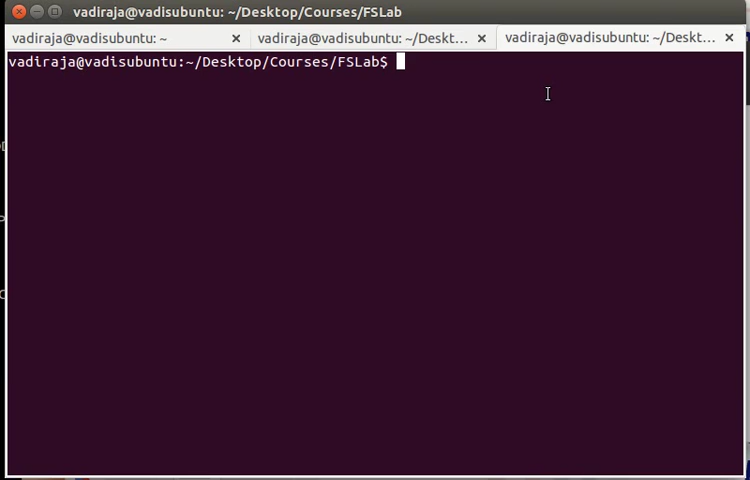 vadiraja@vadisubuntu: ~/Desktop/Courses/FSLab
vadiraja@vadisubuntu: ~
vadiraja@vadisubuntu: ~/Deskt...
vadiraja@vadisubuntu: ~/Deskt...
vadiraja@vadisubuntu:~/Desktop/Courses/FSLab$